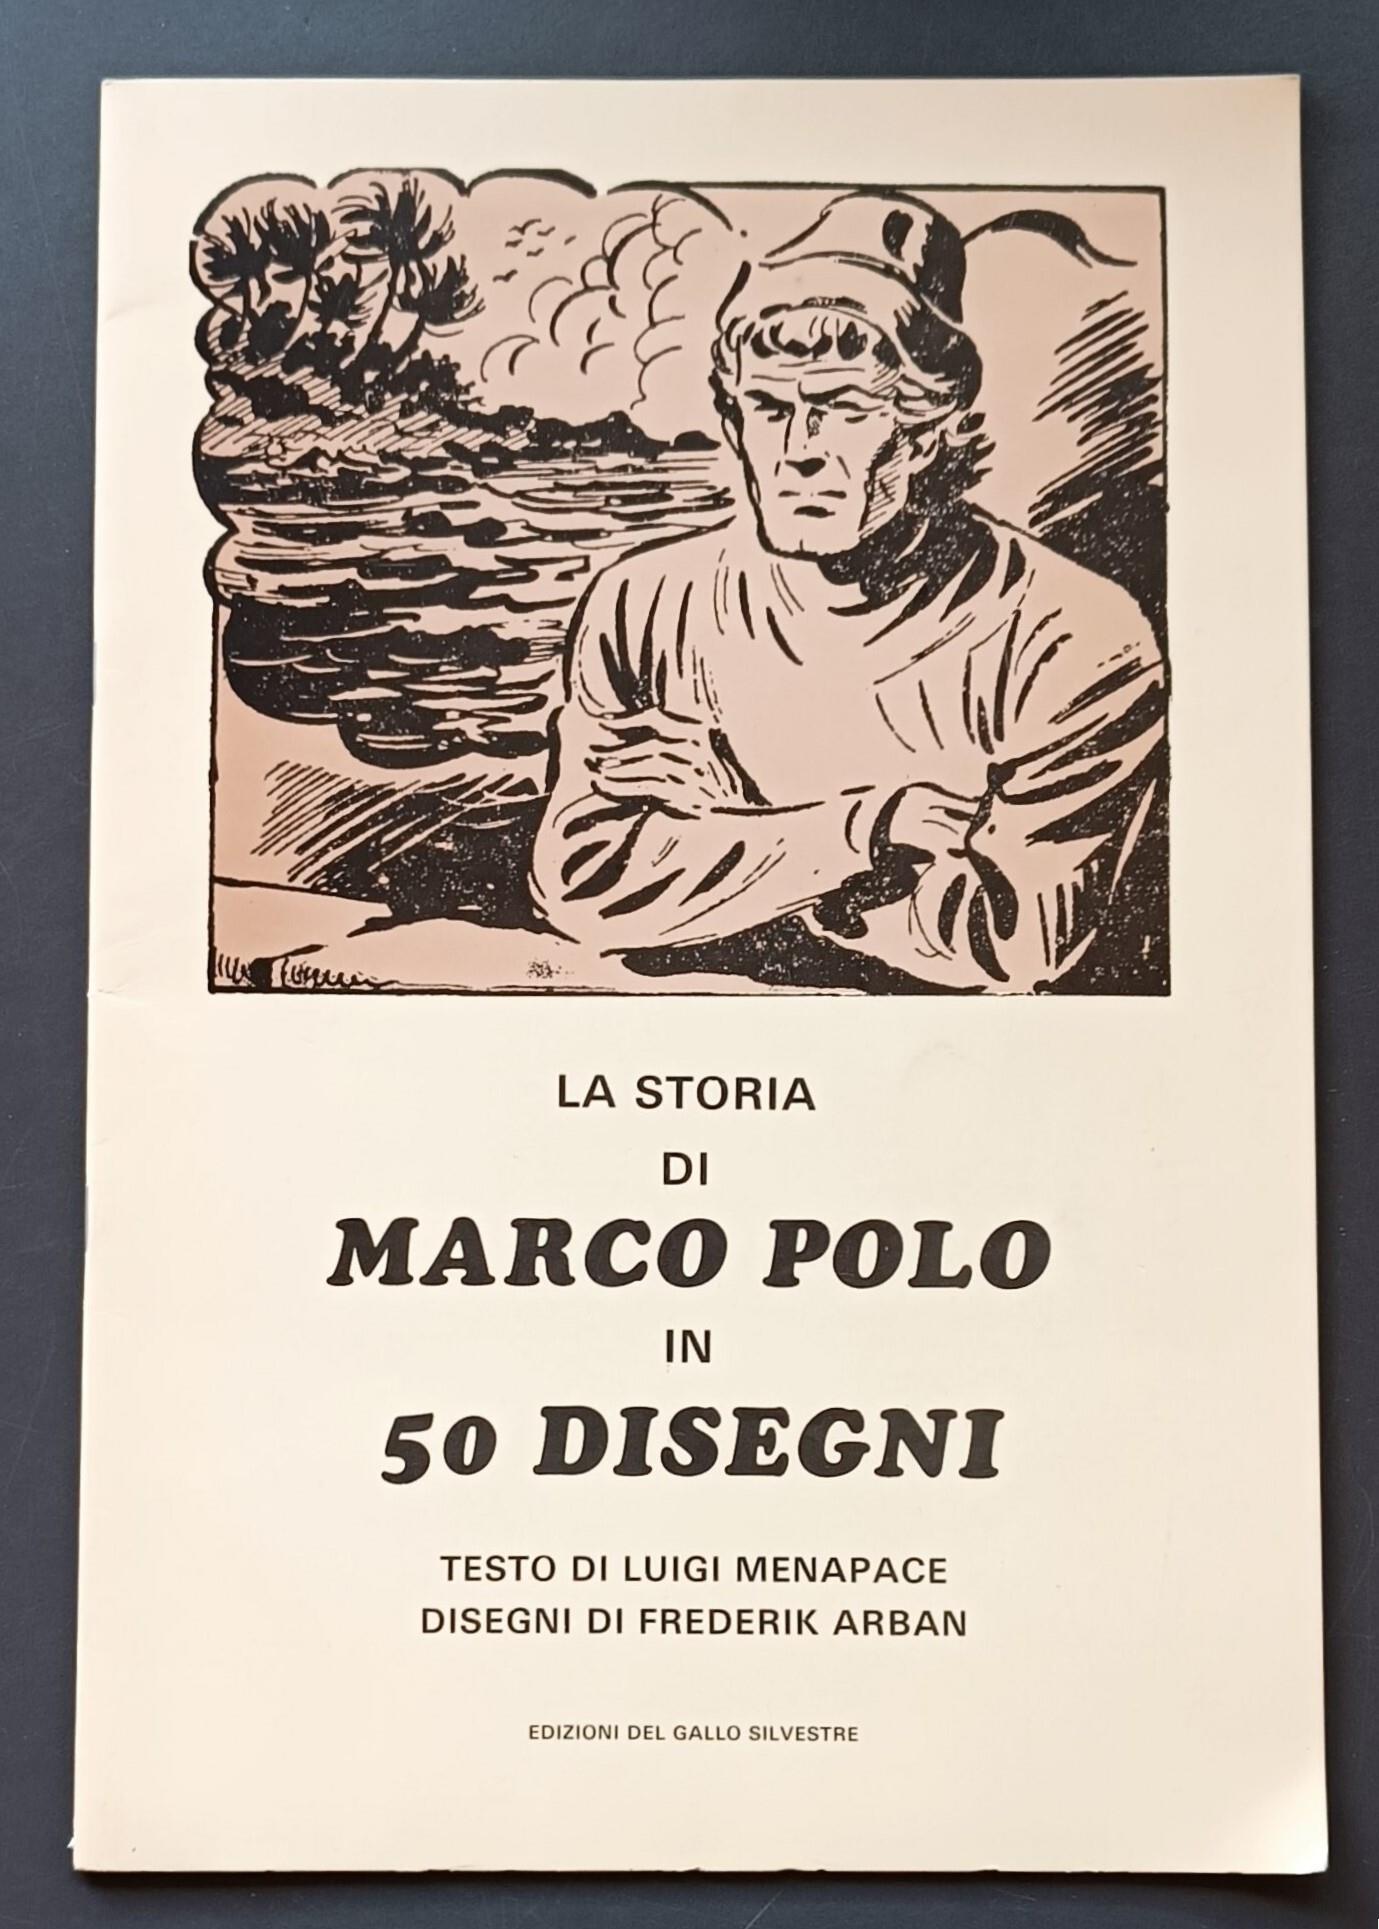 LA STORIA
DI
MARCO POLO
IN
50 DISEGNI
TESTO DI LUIGI MENAPACE
DISEGNI DI FREDERIK ARBAN
EDIZIONI DEL GALLO SILVESTRE